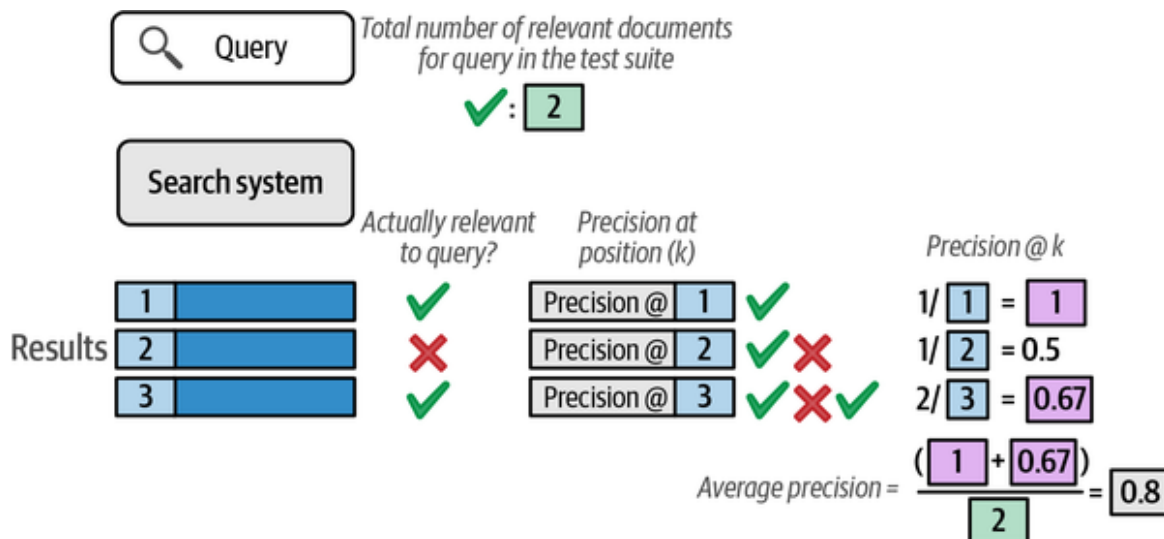 Query
Total number of relevant documents
for query in the test suite
: 2
Search system
Actually relevant
to query?
Precision at
position (k)
Precision @ k
Results
1
Precision @ 1
1/ 1 = 1
2
Precision @ 2
1/ 2 = 0.5
3
Precision @ 3
2/ 3 = 0.67
Average precision =
( 1 + 0.67 )
2
= 0.8